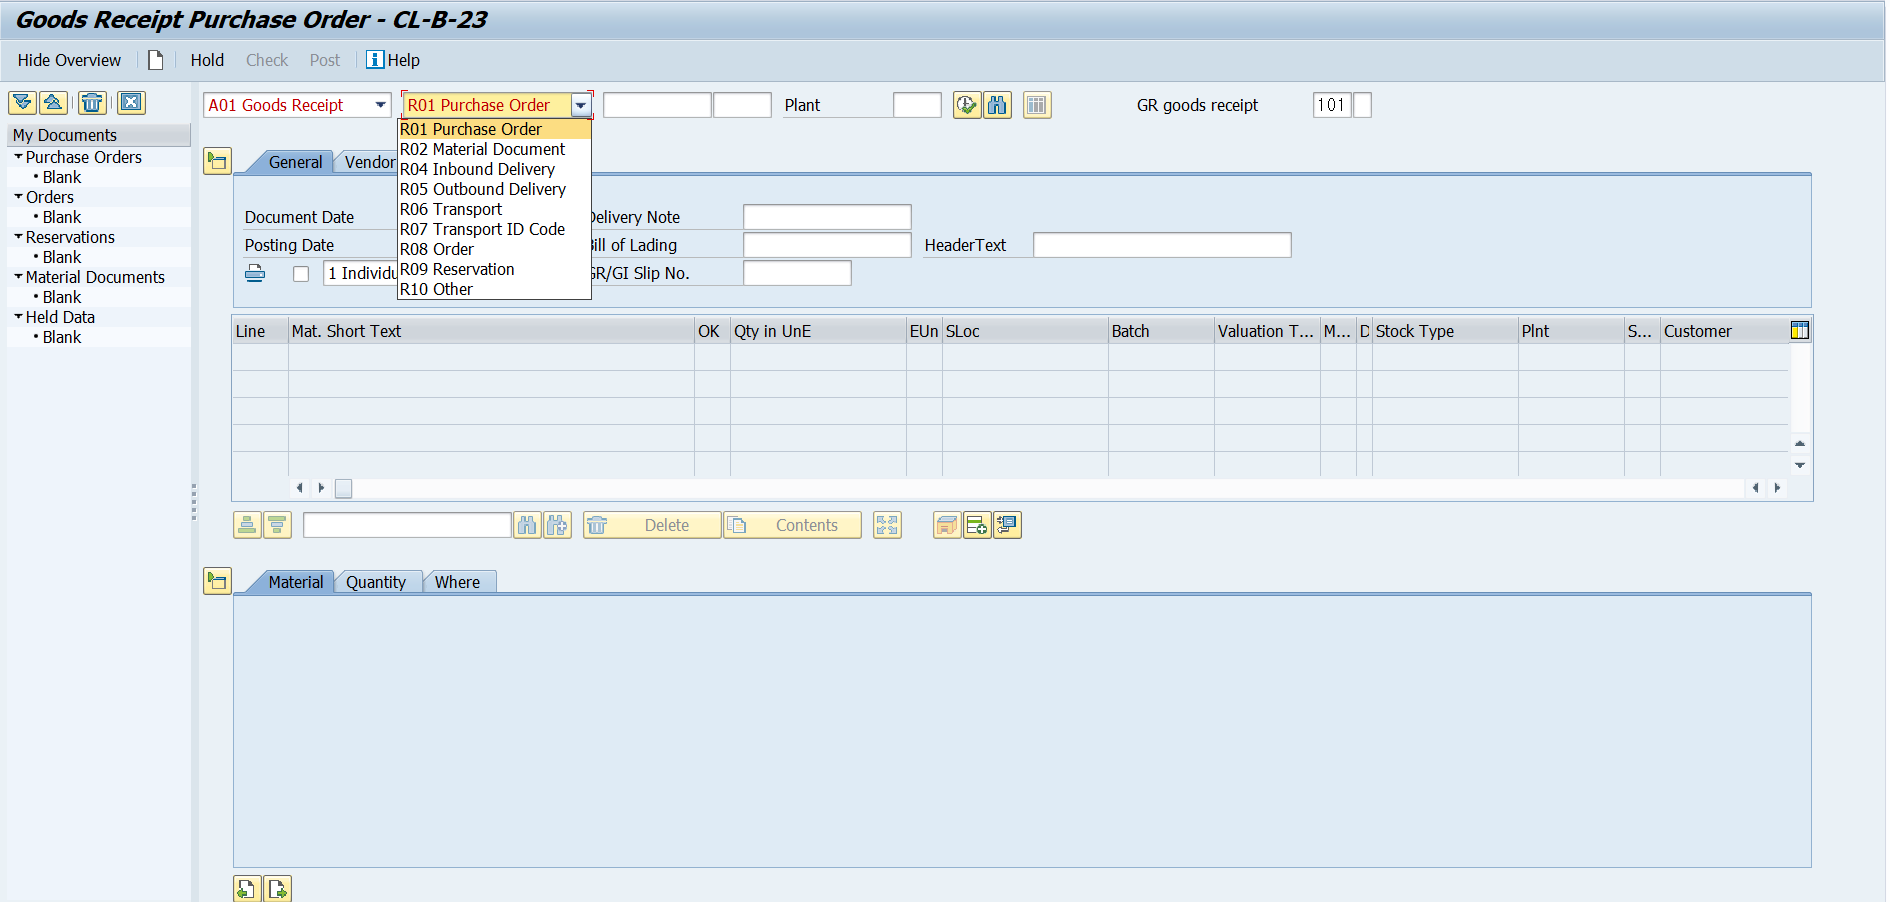 Goods Receipt Purchase Order - CL-B-23
Hide Overview Hold Check Post Help
A01 Goods Receipt R01 Purchase Order Plant GR goods receipt 101
My Documents
Purchase Orders
Blank
Orders
Blank
Reservations
Blank
Material Documents
Blank
Held Data
Blank
R01 Purchase Order
R02 Material Document
R04 Inbound Delivery
R05 Outbound Delivery
R06 Transport
R07 Transport ID Code
R08 Order
R09 Reservation
R10 Other
General Vendor
Document Date Delivery Note
Posting Date Bill of Lading HeaderText
1 Individu GR/GI Slip No.
Line Mat. Short Text OK Qty in UnE EUn SLoc Batch Valuation T... M... D Stock Type Plnt S... Customer
Delete Contents
Material Quantity Where